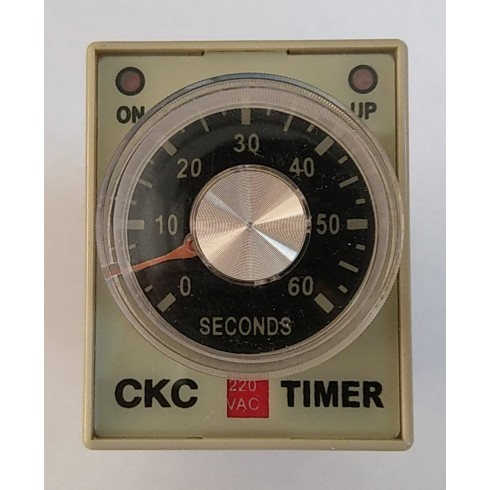 ON UP
30
20 40
10 50
0 60
SECONDS
CKC 220 VAC TIMER